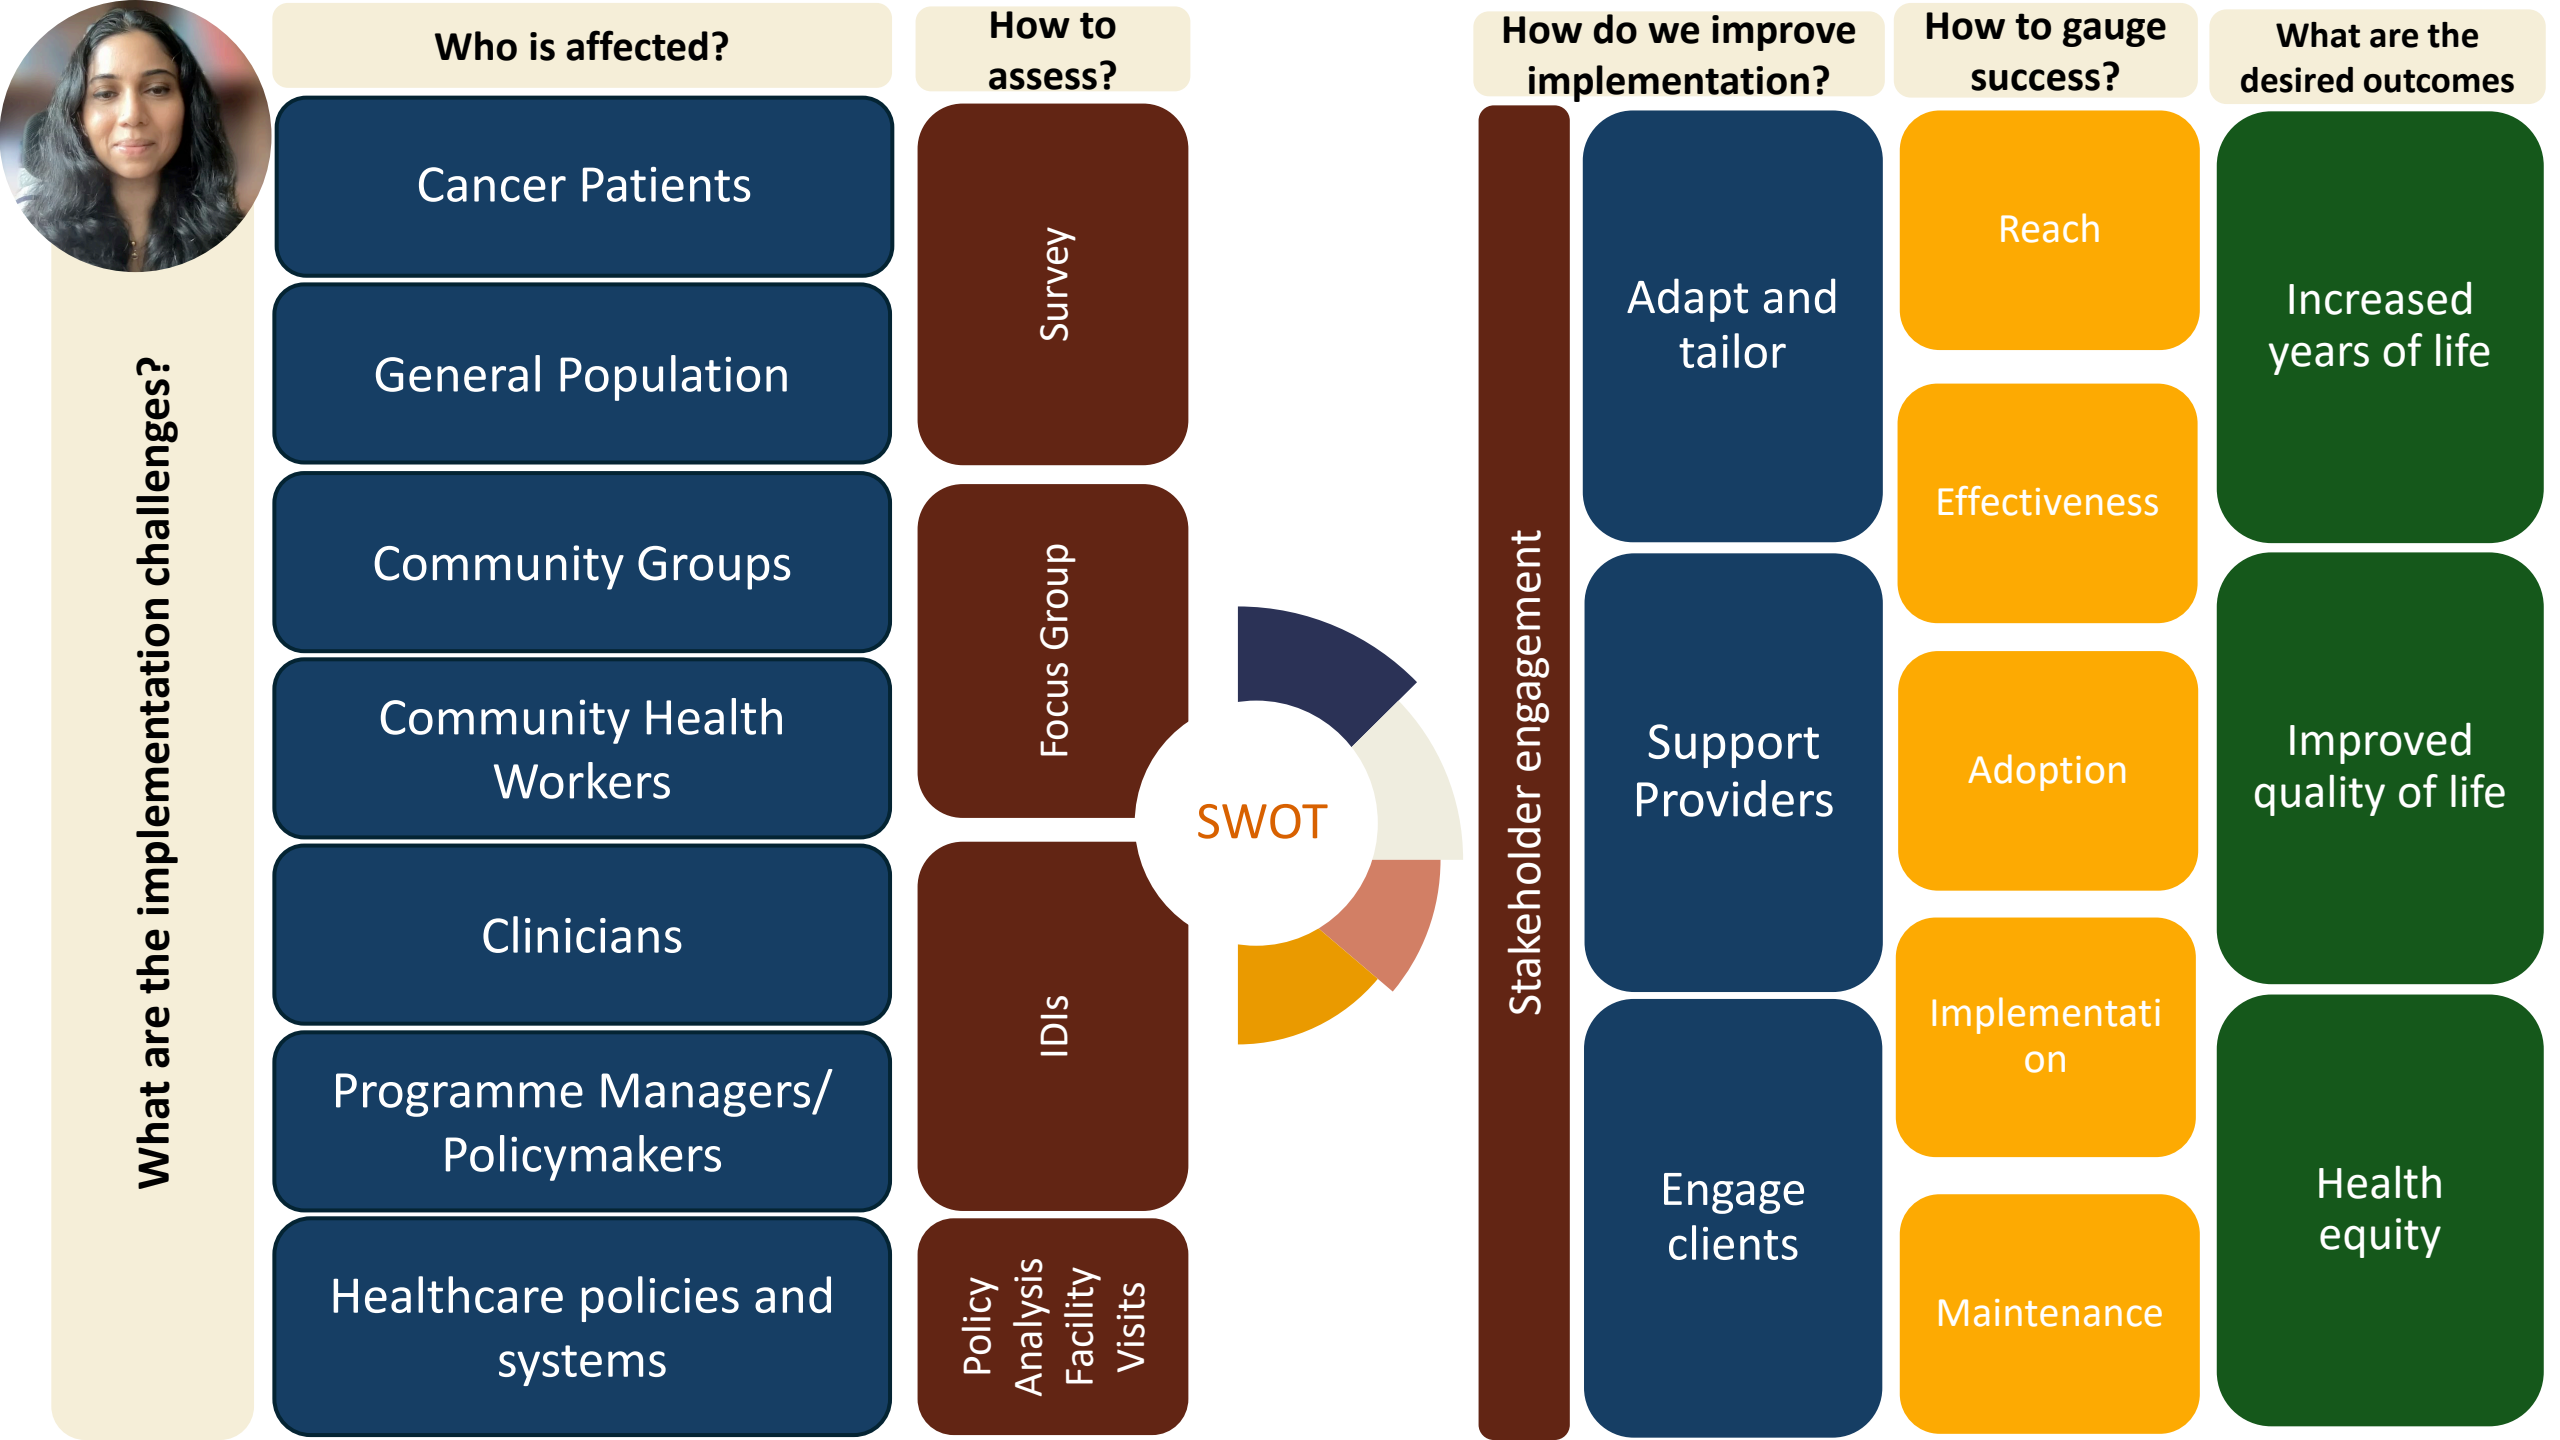 What are the implementation challenges?
Who is affected?
Cancer Patients
General Population
Community Groups
Community Health
Workers
Clinicians
Programme Managers/
Policymakers
Healthcare policies and
systems
How to
assess?
Survey
Focus Group
IDIs
Policy
Analysis
Facility
Visits
SWOT
How do we improve
implementation?
Stakeholder engagement
Adapt and
tailor
Support
Providers
Engage
clients
How to gauge
success?
Reach
Effectiveness
Adoption
Implementati
on
Maintenance
What are the
desired outcomes
Increased
years of life
Improved
quality of life
Health
equity